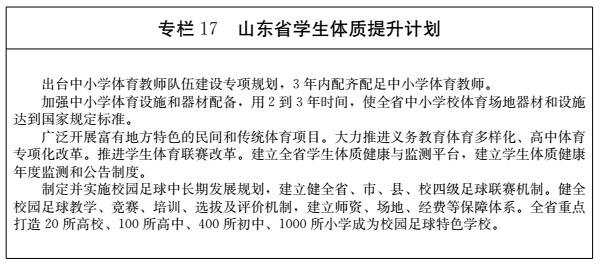 专栏 17　山东省学生体质提升计划
出台中小学体育教师队伍建设专项规划，3 年内配齐配足中小学体育教师。
加强中小学体育设施和器材配备，用 2 到 3 年时间，使全省中小学校体育场地器材和设施
达到国家规定标准。
广泛开展富有地方特色的民间和传统体育项目。大力推进义务教育体育多样化、高中体育
专项化改革。推进学生体育联赛改革。建立全省学生体质健康与监测平台，建立学生体质健康
年度监测和公告制度。
制定并实施校园足球中长期发展规划，建立健全省、市、县、校四级足球联赛机制。健全
校园足球教学、竞赛、培训、选拔及评价机制，建立师资、场地、经费等保障体系。全省重点
打造 20 所高校、100 所高中、400 所初中、1000 所小学成为校园足球特色学校。